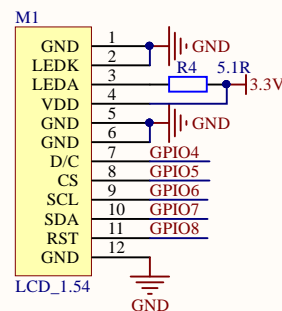 M1
GND 1 GND
LEDK 2
LEDA 3 R4 5.1R 3.3V
VDD 4
GND 5 GND
GND 6
D/C 7 GPIO4
CS 8 GPIO5
SCL 9 GPIO6
SDA 10 GPIO7
RST 11 GPIO8
GND 12
LCD_1.54
GND